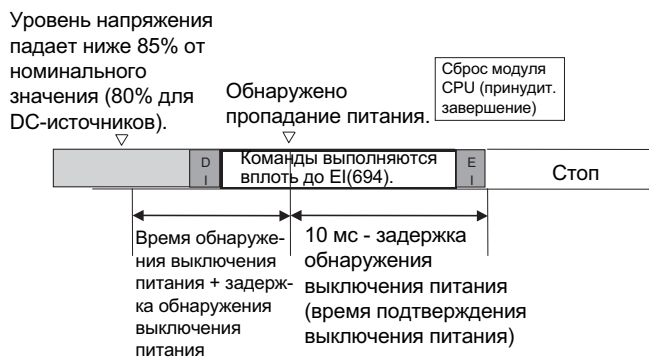 Уровень напряжения
падает ниже 85% от
номинального
значения (80% для
DC-источников).
Обнаружено
пропадание питания.
Сброс модуля
CPU (принудит.
завершение)
D
I
Команды выполняются
вплоть до EI(694).
E
I
Стоп
Время обнаруже-
ния выключения
питания + задерж-
ка обнаружения
выключения
питания
10 мс - задержка
обнаружения
выключения питания
(время подтверждения
выключения питания)